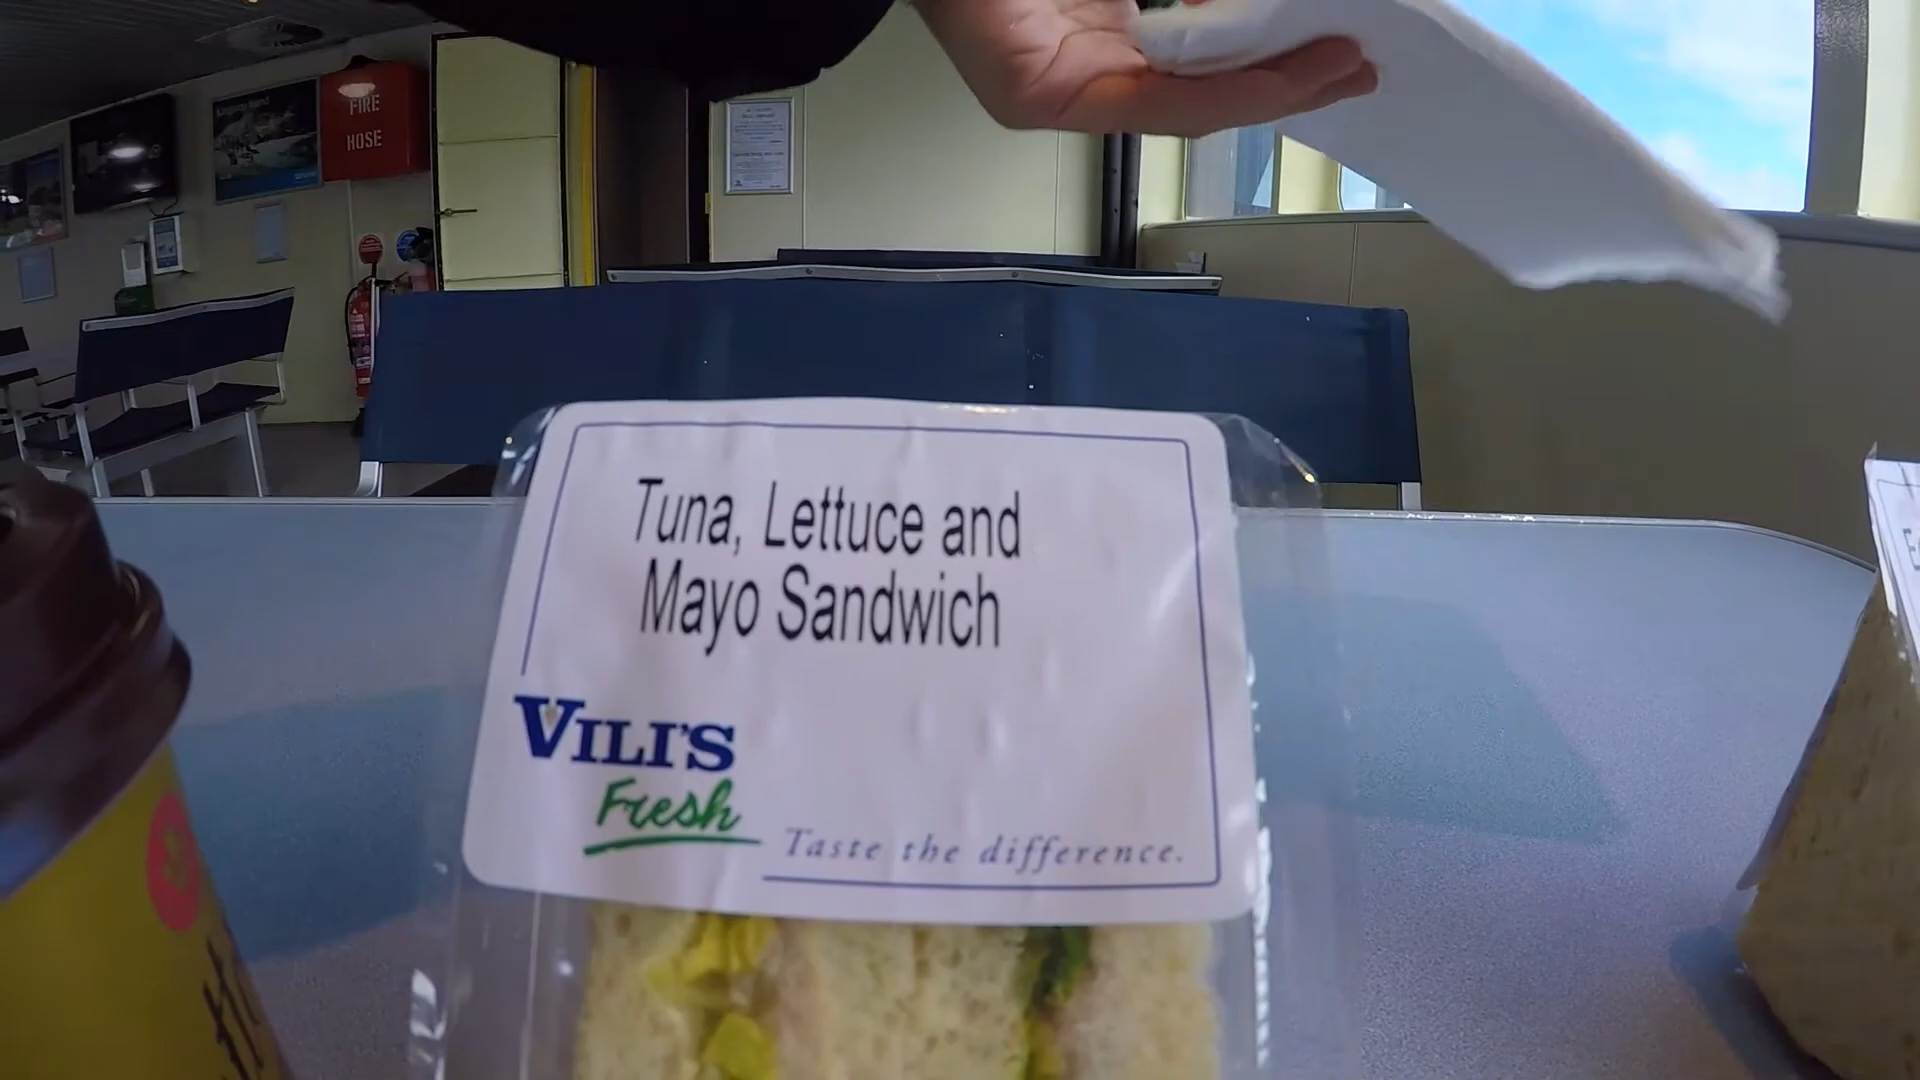 FIRE
HOSE
Tuna, Lettuce and
Mayo Sandwich
VILI'S
Fresh
Taste the difference.